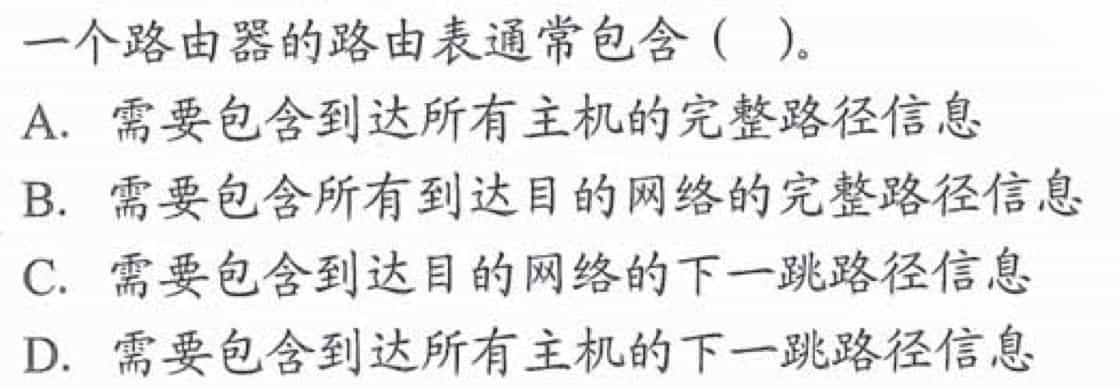 一个路由器的路由表通常包含(  )。
A. 需要包含到达所有主机的完整路径信息
B. 需要包含所有到达目的网络的完整路径信息
C. 需要包含到达目的网络的下一跳路径信息
D. 需要包含到达所有主机的下一跳路径信息